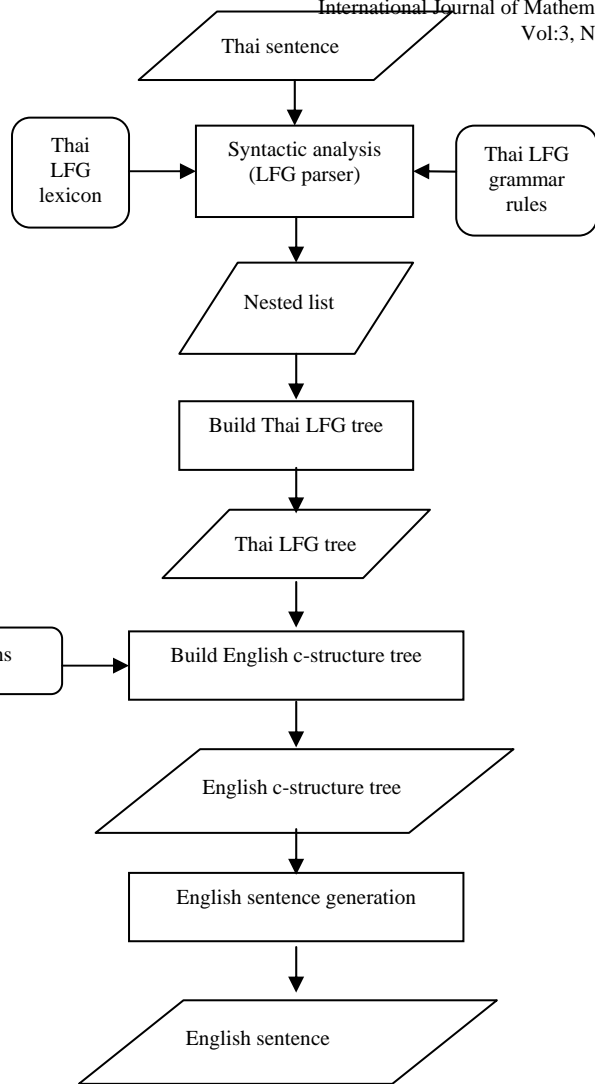 International Journal of Mathem
Vol:3, N
Thai sentence
Thai
LFG
lexicon
Syntactic analysis
(LFG parser)
Thai LFG
grammar
rules
Nested list
Build Thai LFG tree
Thai LFG tree
ns
Build English c-structure tree
English c-structure tree
English sentence generation
English sentence